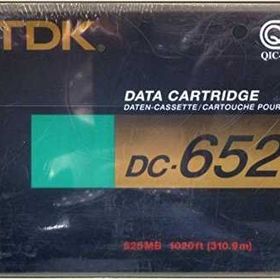 TDK
QIC-
DATA CARTRIDGE
DATEN-CASSETTE/CARTOUCHE POUR
DC-652
525MB 1020ft (310.9m)